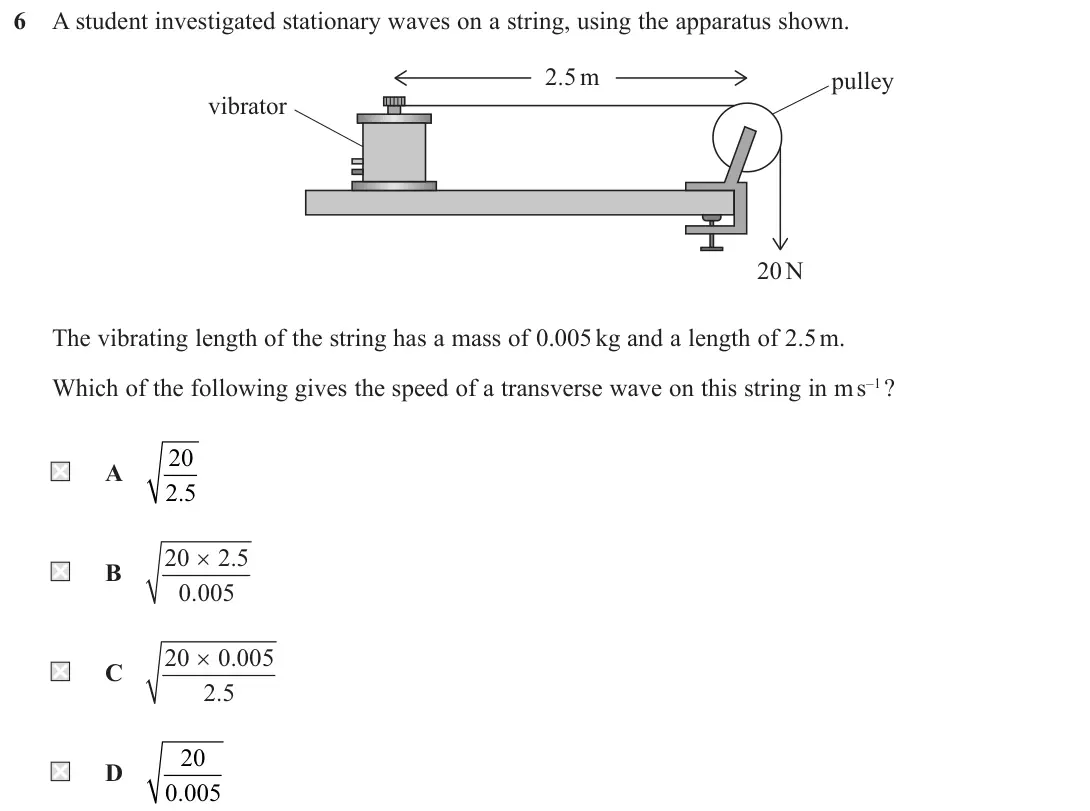 6 A student investigated stationary waves on a string, using the apparatus shown.
2.5 m
pulley
vibrator
20 N
The vibrating length of the string has a mass of 0.005 kg and a length of 2.5 m.
Which of the following gives the speed of a transverse wave on this string in m s⁻¹?
A √(20/2.5)
B √((20 × 2.5)/0.005)
C √((20 × 0.005)/2.5)
D √(20/0.005)